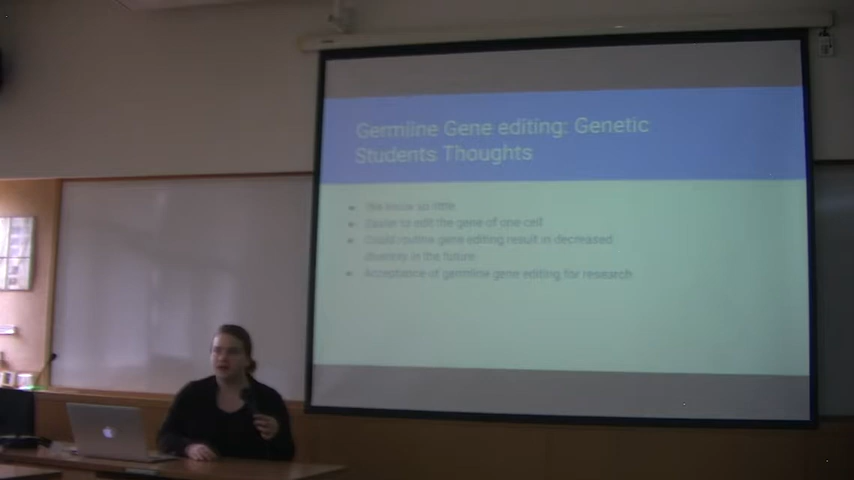 Germline Gene editing: Genetic
Students Thoughts
We know so little
Easier to edit the gene of one cell
Could routine gene editing result in decreased
diversity in the future
Acceptance of germline gene editing for research